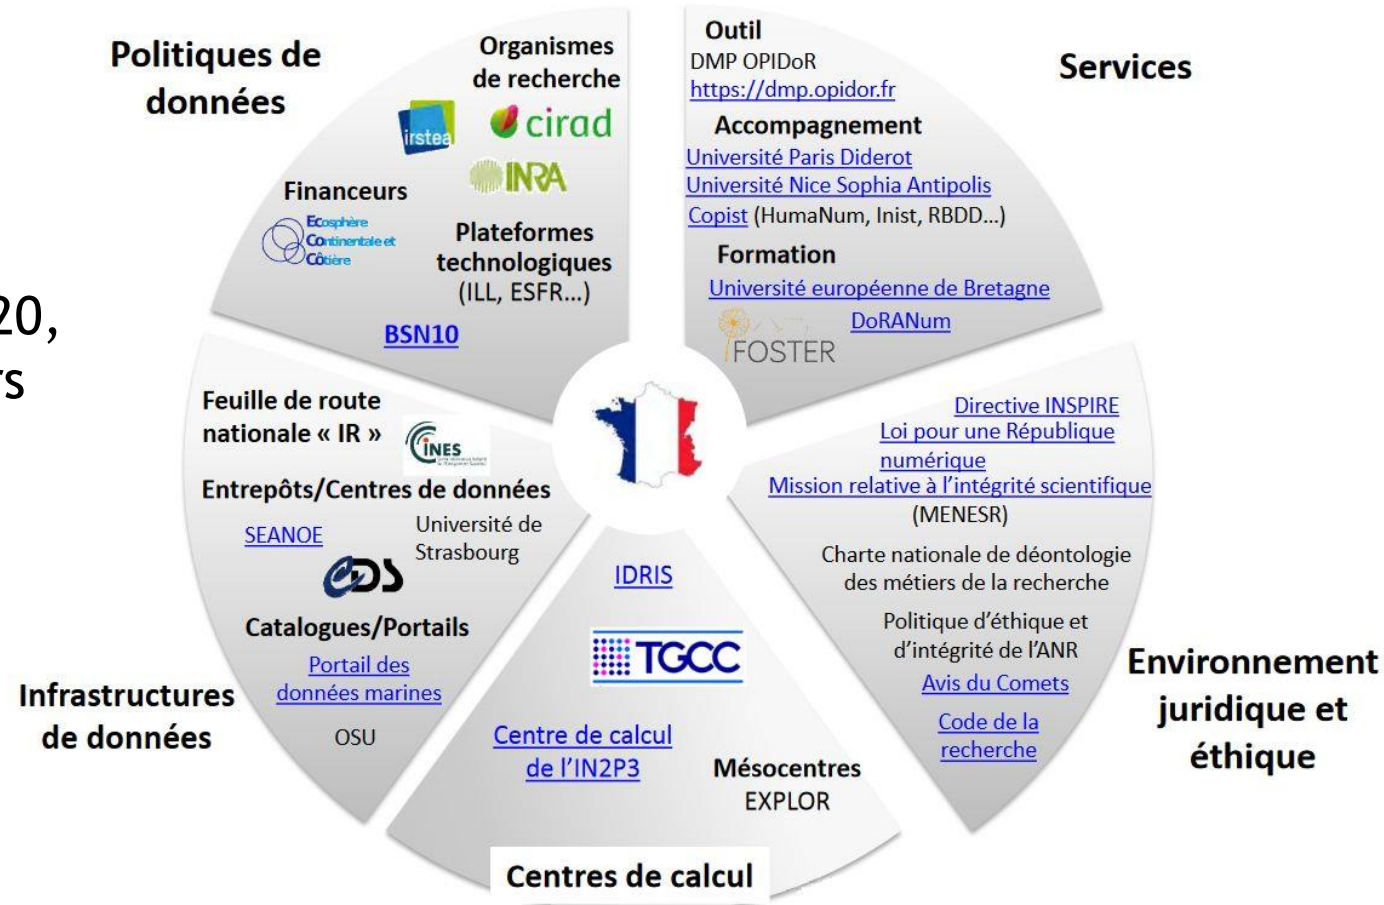 Politiques de
données
Organismes
de recherche
irstea
cirad
INRA
Financeurs
Ecosphère
Continentale et
Côtière
Plateformes
technologiques
(ILL, ESFR...)
BSN10
Outil
DMP OPIDoR
https://dmp.opidor.fr
Accompagnement
Université Paris Diderot
Université Nice Sophia Antipolis
Copist (HumaNum, Inist, RBDD...)
Formation
Université européenne de Bretagne
DoRANum
FOSTER
Services
20,
rs
Feuille de route
nationale « IR »
CINES
Entrepôts/Centres de données
SEANOE
Université de
Strasbourg
CDS
Catalogues/Portails
Portail des
données marines
OSU
Infrastructures
de données
IDRIS
TGCC
Centre de calcul
de l'IN2P3
Mésocentres
EXPLOR
Centres de calcul
Directive INSPIRE
Loi pour une République
numérique
Mission relative à l'intégrité scientifique
(MENESR)
Charte nationale de déontologie
des métiers de la recherche
Politique d'éthique et
d'intégrité de l'ANR
Avis du Comets
Code de la
recherche
Environnement
juridique et
éthique